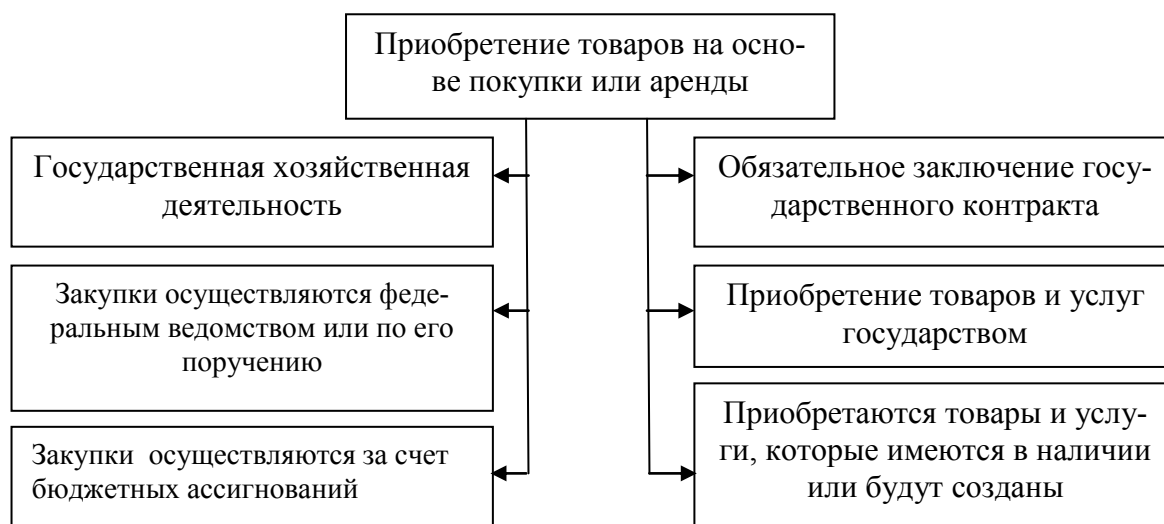 Приобретение товаров на осно-
ве покупки или аренды
Государственная хозяйственная
деятельность
Закупки осуществляются феде-
ральным ведомством или по его
поручению
Закупки осуществляются за счет
бюджетных ассигнований
Обязательное заключение госу-
дарственного контракта
Приобретение товаров и услуг
государством
Приобретаются товары и услу-
ги, которые имеются в наличии
или будут созданы